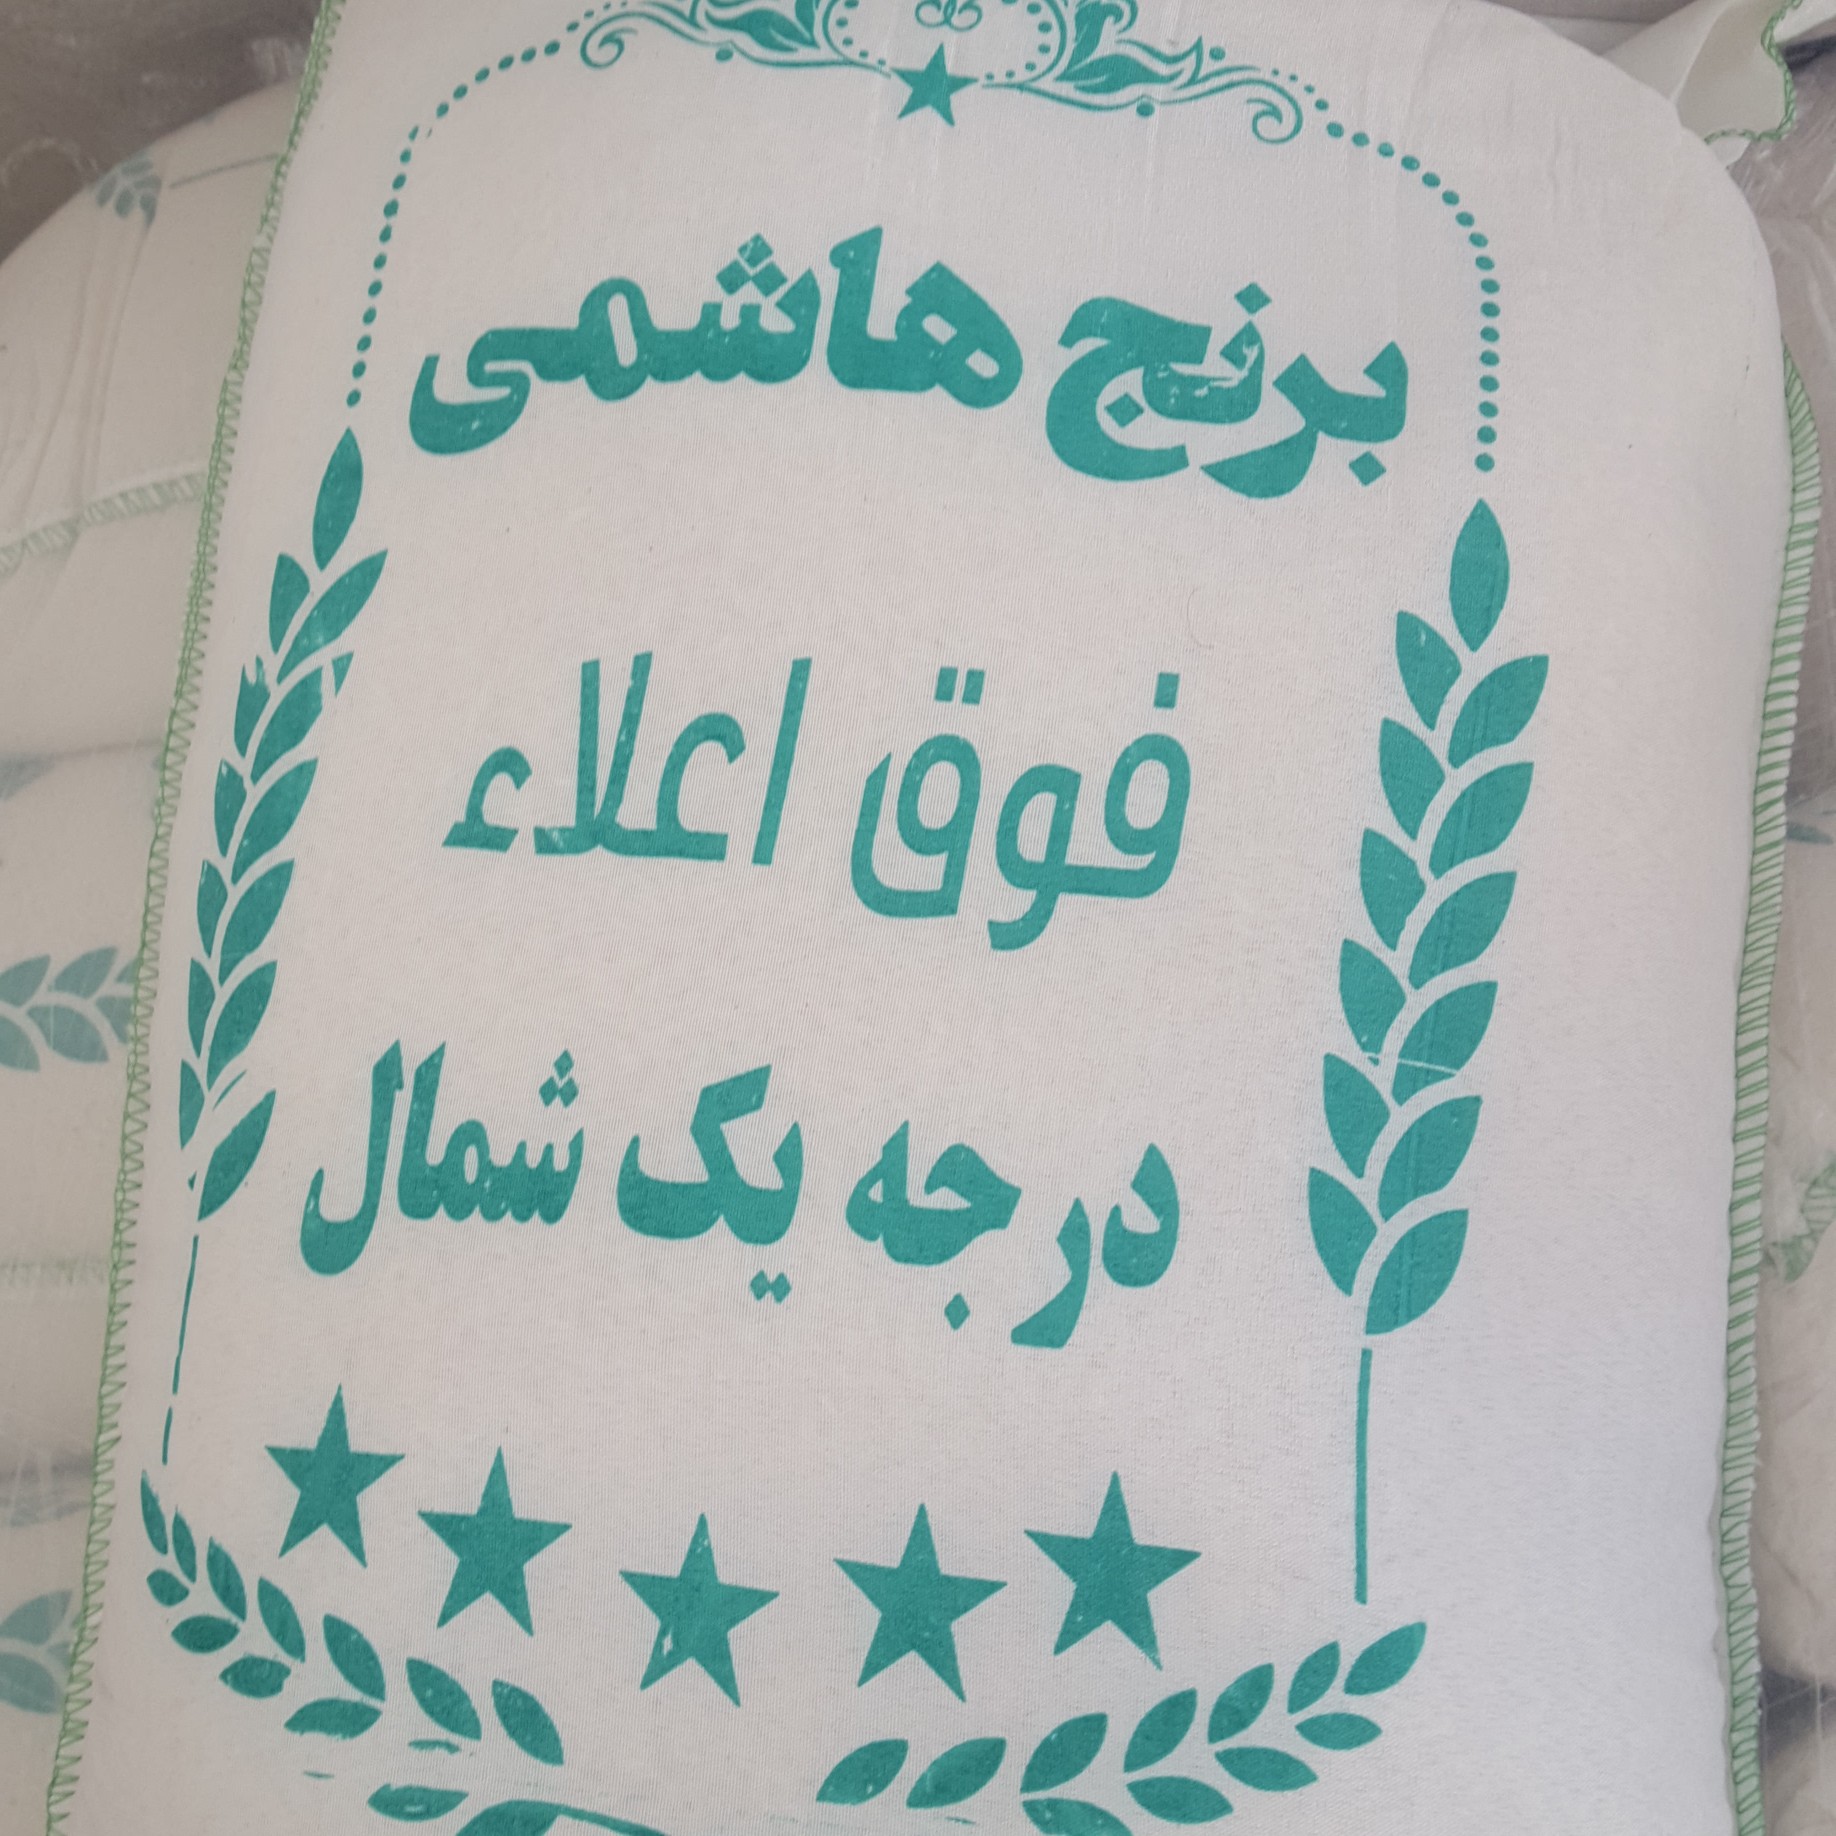 برنج هاشمی
فوق اعلاء
درجه یک شمال